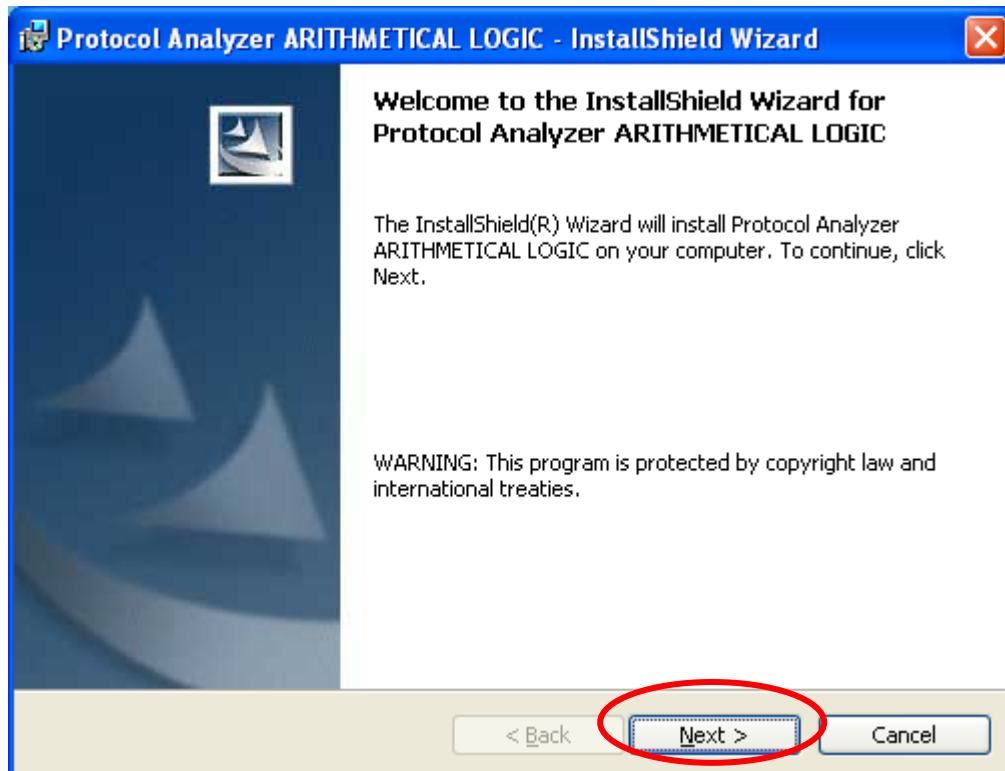 Protocol Analyzer ARITHMETICAL LOGIC - InstallShield Wizard
Welcome to the InstallShield Wizard for
Protocol Analyzer ARITHMETICAL LOGIC
The InstallShield(R) Wizard will install Protocol Analyzer
ARITHMETICAL LOGIC on your computer. To continue, click
Next.
WARNING: This program is protected by copyright law and
international treaties.
< Back Next > Cancel